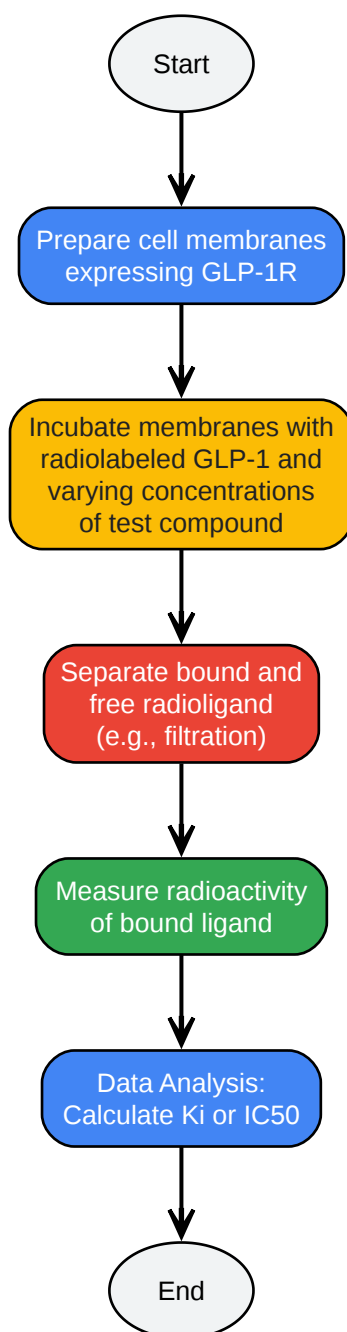 Start
Prepare cell membranes
expressing GLP-1R
Incubate membranes with
radiolabeled GLP-1 and
varying concentrations
of test compound
Separate bound and
free radioligand
(e.g., filtration)
Measure radioactivity
of bound ligand
Data Analysis:
Calculate Ki or IC50
End